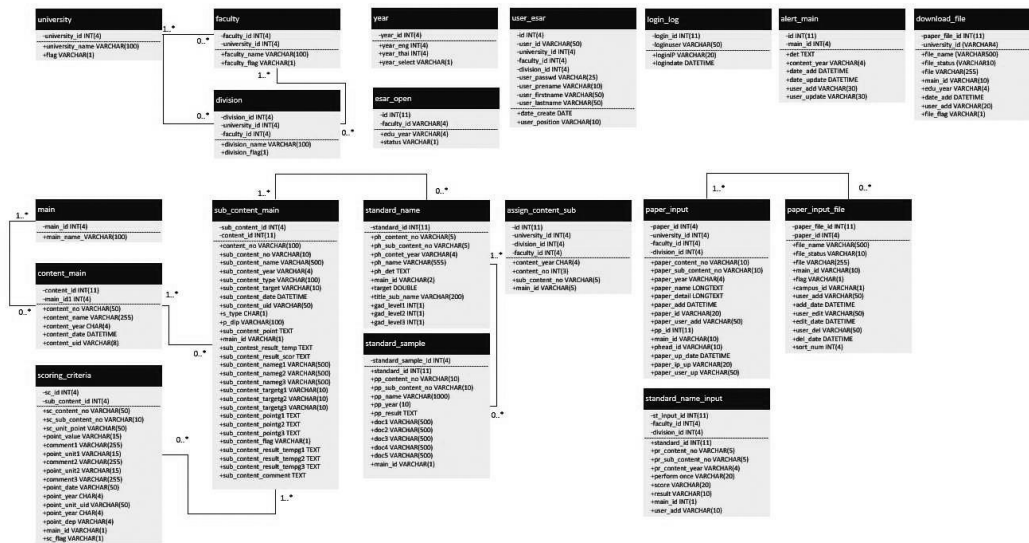 university
-university_id INT(4)
+university_name VARCHAR(100)
+flag VARCHAR(1)
1..*
0..*
faculty
-faculty_id INT(4)
-university_id INT(4)
+faculty_name VARCHAR(100)
+faculty_flag VARCHAR(1)
1..*
0..*
0..*
division
-division_id INT(4)
-university_id INT(4)
-faculty_id INT(4)
+division_name VARCHAR(100)
+division_flag(1)
year
-year_id INT(4)
+year_eng INT(4)
+year_thai INT(4)
+year_select VARCHAR(1)
esar_open
-id INT(11)
-faculty_id VARCHAR(4)
+edu_year VARCHAR(4)
+status VARCHAR(1)
user_esar
-id INT(4)
-user_id VARCHAR(50)
-university_id INT(4)
-faculty_id INT(4)
-division_id INT(4)
-user_passwd VARCHAR(25)
-user_prename VARCHAR(10)
-user_firstname VARCHAR(50)
-user_lastname VARCHAR(50)
+date_create DATE
+user_position VARCHAR(10)
login_log
-login_id INT(11)
-loginuser VARCHAR(50)
+loginIP VARCHAR(20)
+logindate DATETIME
alert_main
-id INT(11)
-main_id INT(4)
+det TEXT
+content_year VARCHAR(4)
+date_add DATETIME
+date_update DATETIME
+user_add VARCHAR(30)
+user_update VARCHAR(30)
download_file
-paper_file_id INT(11)
-university_id (VARCHAR4)
+file_name (VARCHAR500)
+file_status (VARCHAR10)
+file VARCHAR(255)
+main_id VARCHAR(10)
+edu_year VARCHAR(4)
+date_add DATETIME
+user_add VARCHAR(20)
+file_flag VARCHAR(1)
main
-main_id INT(4)
+main_name VARCHAR(100)
1..*
0..*
content_main
-content_id INT(11)
-main_id1 INT(4)
+content_no VARCHAR(50)
+content_name VARCHAR(255)
+content_year CHAR(4)
+content_date DATETIME
+content_uid VARCHAR(8)
1..*
0..*
scoring_criteria
-sc_id INT(4)
-sub_content_id INT(4)
+sc_content_no VARCHAR(50)
+sc_sub_content_no VARCHAR(10)
+sc_unit_point VARCHAR(50)
+point_value VARCHAR(15)
+comment1 VARCHAR(255)
+point_unit1 VARCHAR(15)
+comment2 VARCHAR(255)
+point_unit2 VARCHAR(15)
+comment3 VARCHAR(255)
+point_date VARCHAR(50)
+point_year CHAR(4)
+point_unit_uid VARCHAR(50)
+point_year CHAR(4)
+point_dep VARCHAR(4)
+main_id VARCHAR(1)
+sc_flag VARCHAR(1)
0..*
1..*
1..*
0..*
sub_content_main
-sub_content_id INT(4)
-content_id INT(11)
+content_no VARCHAR(100)
+sub_content_no VARCHAR(10)
+sub_content_name VARCHAR(500)
+sub_content_year VARCHAR(4)
+sub_content_type VARCHAR(100)
+sub_content_target VARCHAR(10)
+sub_content_date DATETIME
+sub_content_uid VARCHAR(50)
+s_type CHAR(1)
+p_dip VARCHAR(100)
+sub_content_point TEXT
+main_id VARCHAR(1)
+sub_contest_result_temp TEXT
+sub_content_result_scor TEXT
+sub_content_nameg1 VARCHAR(500)
+sub_content_nameg2 VARCHAR(500)
+sub_content_nameg3 VARCHAR(500)
+sub_content_targetg1 VARCHAR(10)
+sub_content_targetg2 VARCHAR(10)
+sub_content_targetg3 VARCHAR(10)
+sub_content_pointg1 TEXT
+sub_content_pointg2 TEXT
+sub_content_pointg3 TEXT
+sub_content_flag VARCHAR(1)
+sub_content_result_tempg1 TEXT
+sub_content_result_tempg2 TEXT
+sub_content_result_tempg3 TEXT
+sub_content_comment TEXT
standard_name
-standard_id INT(11)
+ph_content_no VARCHAR(5)
+ph_sub_content_no VARCHAR(5)
+ph_contet_year VARCHAR(4)
+ph_name VARCHAR(555)
+ph_det TEXT
+main_id VARCHAR(2)
+target DOUBLE
+title_sub_name VARCHAR(200)
+gad_level1 INT(1)
+gad_level2 INT(1)
+gad_level3 INT(1)
1..*
0..*
standard_sample
-standard_sample_id INT(4)
+standard_id INT(11)
+pp_content_no VARCHAR(10)
+pp_sub_content_no VARCHAR(10)
+pp_name VARCHAR(1000)
+pp_year (10)
+pp_result TEXT
+doc1 VARCHAR(500)
+doc2 VARCHAR(500)
+doc3 VARCHAR(500)
+doc4 VARCHAR(500)
+doc5 VARCHAR(500)
+main_id VARCHAR(1)
assign_content_sub
-id INT(11)
-university_id INT(4)
-division_id INT(4)
-faculty_id INT(4)
+content_year CHAR(4)
+content_no INT(3)
+sub_content_no VARCHAR(5)
+main_id VARCHAR(5)
1..*
0..*
paper_input
-paper_id INT(4)
-university_id INT(4)
-faculty_id INT(4)
-division_id INT(4)
+paper_content_no VARCHAR(10)
+paper_sub_content_no VARCHAR(10)
+paper_year VARCHAR(4)
+paper_name LONGTEXT
+paper_detail LONGTEXT
+paper_add DATETIME
+paper_id VARCHAR(20)
+paper_user_add VARCHAR(50)
+pp_id INT(11)
+main_id VARCHAR(10)
+phead_id VARCHAR(10)
+paper_up_date DATETIME
+paper_ip_up VARCHAR(20)
+paper_user_up VARCHAR(50)
paper_input_file
-paper_file_id INT(11)
-paper_id INT(4)
+file_name VARCHAR(500)
+file_status VARCHAR(10)
+file VARCHAR(255)
+main_id VARCHAR(10)
+flag VARCHAR(1)
+campus_id VARCHAR(1)
+user_add VARCHAR(50)
+add_date DATETIME
+user_edit VARCHAR(50)
+edit_date DATETIME
+user_del VARCHAR(50)
+del_date DATETIME
+sort_num INT(4)
standard_name_input
-st_input_id INT(11)
-faculty_id INT(4)
-division_id INT(4)
+standard_id INT(11)
+pr_content_no VARCHAR(5)
+pr_sub_content_no VARCHAR(5)
+pr_content_year VARCHAR(4)
+perform once VARCHAR(20)
+score VARCHAR(20)
+result VARCHAR(10)
+main_id INT(1)
+user_add VARCHAR(10)